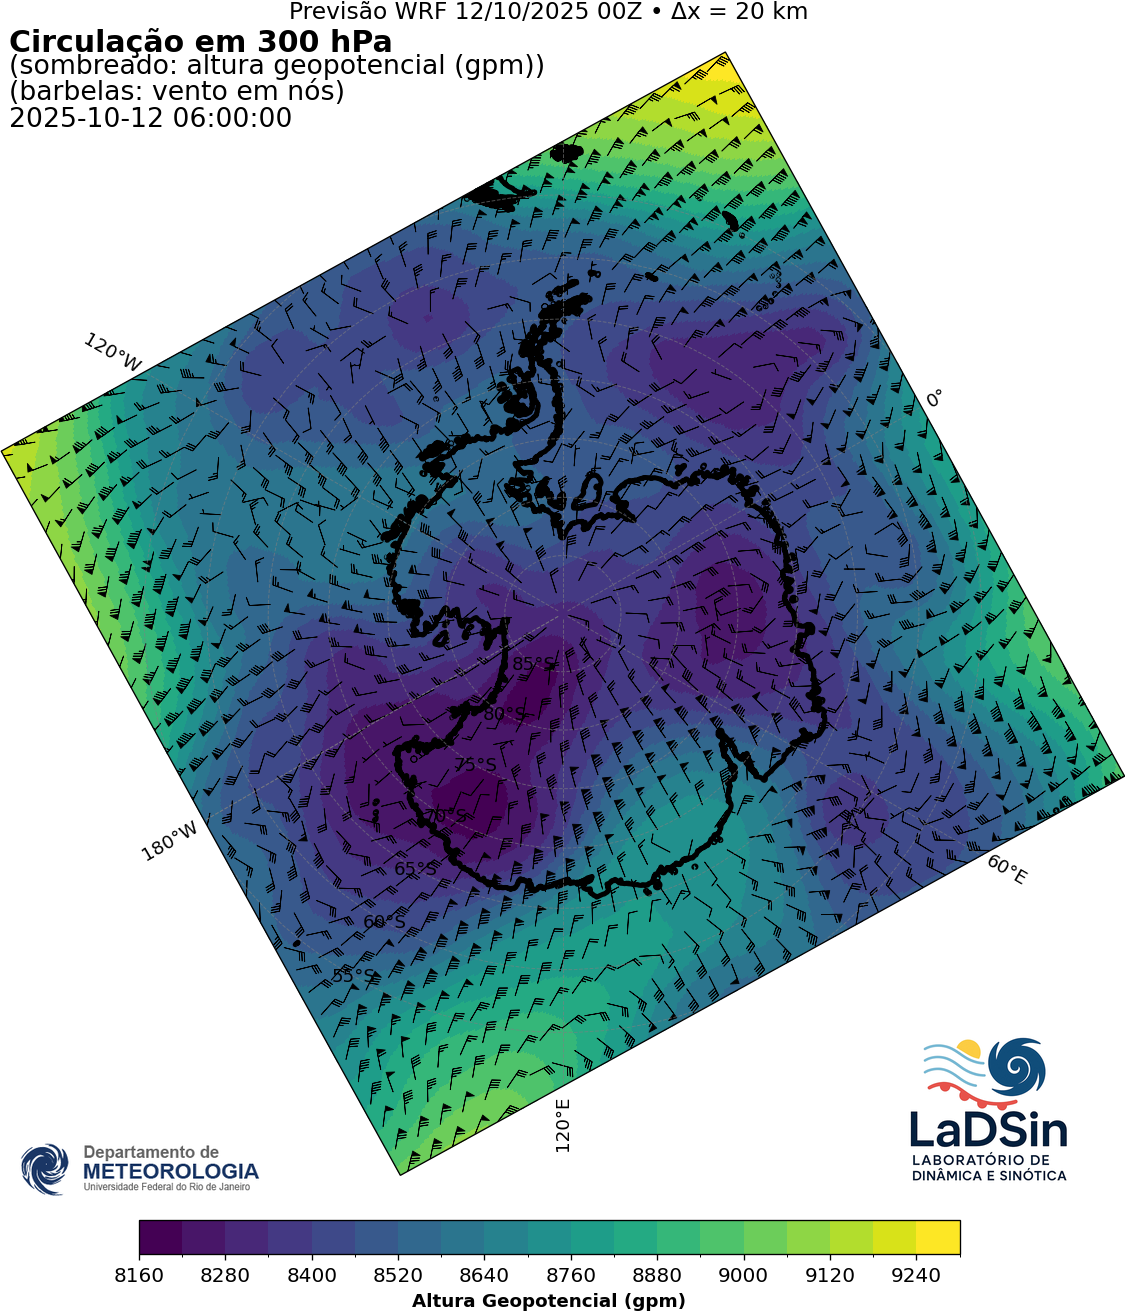 Previsão WRF 12/10/2025 00Z • Δx = 20 km
Circulação em 300 hPa
(sombreado: altura geopotencial (gpm))
(barbelas: vento em nós)
2025-10-12 06:00:00
120°W
0°
85°S
80°S
75°S
70°S
65°S
60°S
55°S
180°W
60°E
120°E
LaDSin
LABORATÓRIO DE
DINÂMICA E SINÓTICA
Departamento de
METEOROLOGIA
Universidade Federal do Rio de Janeiro
8160 8280 8400 8520 8640 8760 8880 9000 9120 9240
Altura Geopotencial (gpm)